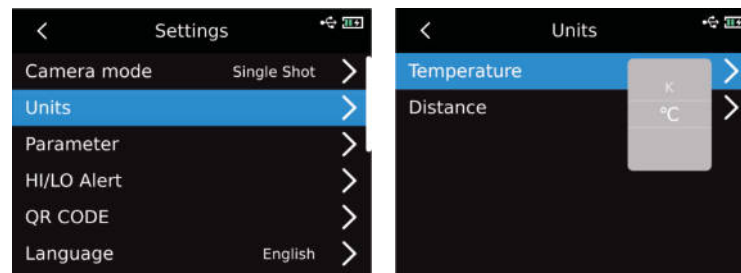 Settings
Camera mode Single Shot
Units
Parameter
HI/LO Alert
QR CODE
Language English
Units
Temperature
K
°C
Distance